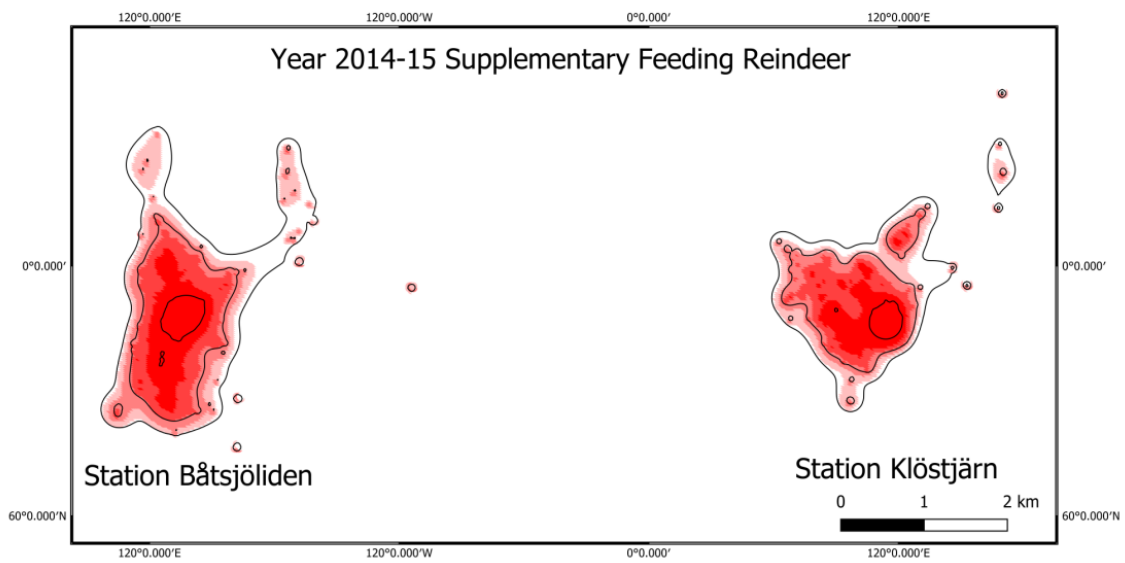 120°0.000'E 120°0.000'W 0°0.000' 120°0.000'E
Year 2014-15 Supplementary Feeding Reindeer
0°0.000' 0°0.000'
Station Båtsjöliden Station Klöstjärn
0 1 2 km
60°0.000'N 60°0.000'N
120°0.000'E 120°0.000'W 0°0.000' 120°0.000'E